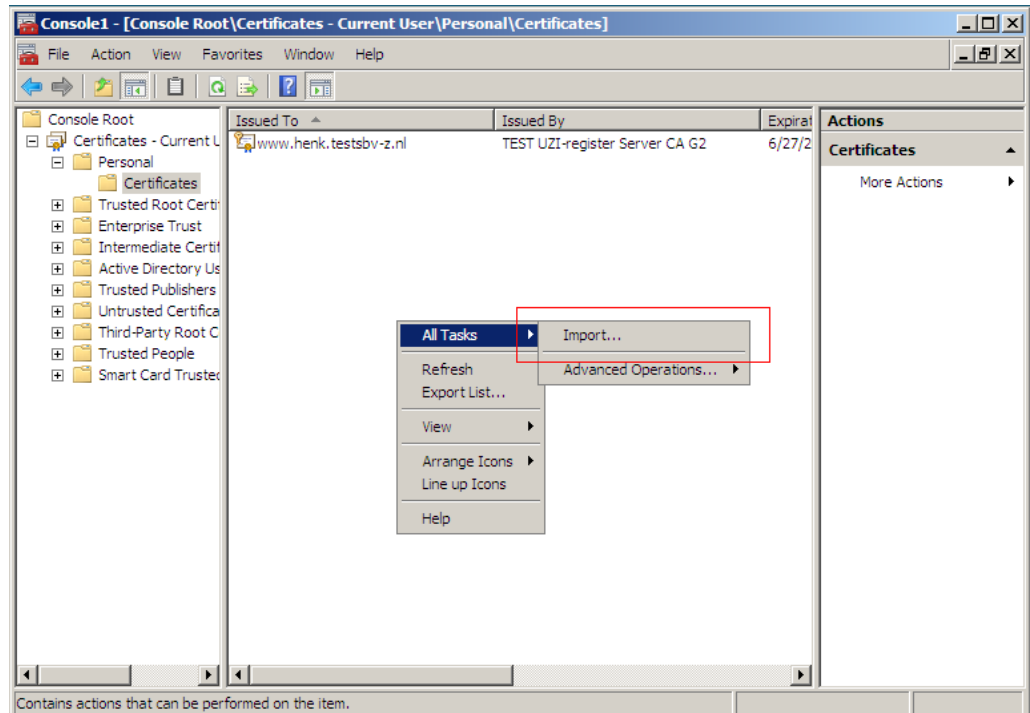 Console1 - [Console Root\Certificates - Current User\Personal\Certificates]
File Action View Favorites Window Help
Console Root
Certificates - Current U
Personal
Certificates
Trusted Root Certi
Enterprise Trust
Intermediate Certif
Active Directory Us
Trusted Publishers
Untrusted Certifica
Third-Party Root C
Trusted People
Smart Card Trusted
Issued To Issued By Expirat
www.henk.testsbv-z.nl TEST UZI-register Server CA G2 6/27/2
All Tasks
Refresh
Export List...
View
Arrange Icons
Line up Icons
Help
Import...
Advanced Operations...
Actions
Certificates
More Actions
Contains actions that can be performed on the item.